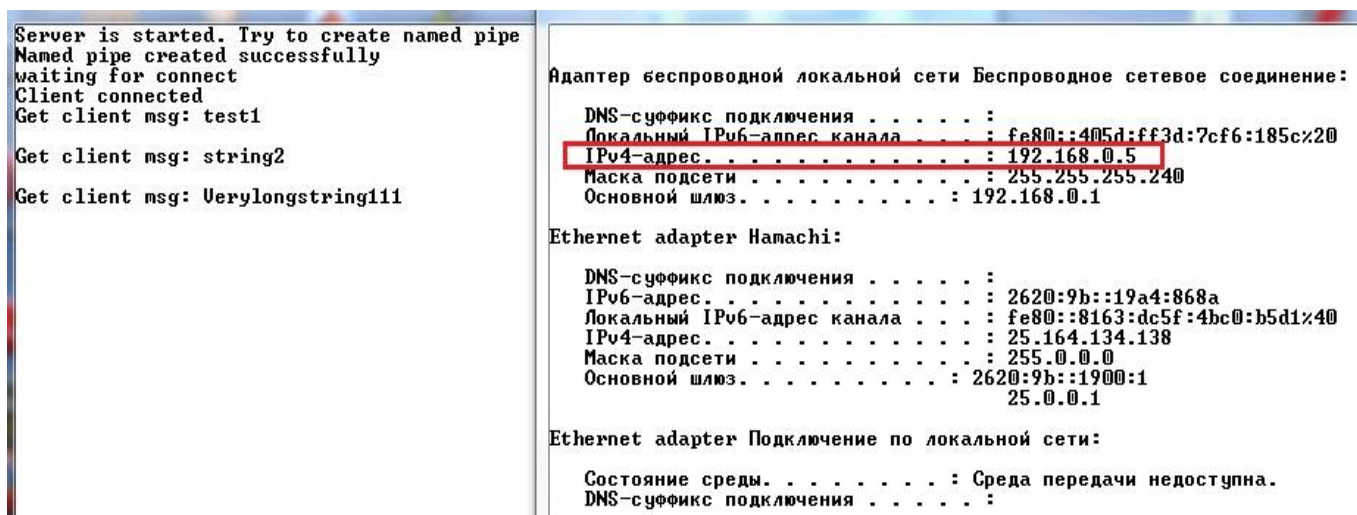 Server is started. Try to create named pipe
Named pipe created successfully
waiting for connect
Client connected
Get client msg: test1
Get client msg: string2
Get client msg: Verylongstring111
Адаптер беспроводной локальной сети Беспроводное сетевое соединение:
DNS-суффикс подключения . . . . . :
Локальный IPv6-адрес канала . . . : fe80::405d:ff3d:7cf6:185c%20
IPv4-адрес. . . . . . . . . . . . : 192.168.0.5
Маска подсети . . . . . . . . . . : 255.255.255.240
Основной шлюз. . . . . . . . . : 192.168.0.1
Ethernet adapter Hamachi:
DNS-суффикс подключения . . . . . :
IPv6-адрес. . . . . . . . . . . . : 2620:9b::19a4:868a
Локальный IPv6-адрес канала . . . : fe80::8163:dc5f:4bc0:b5d1%40
IPv4-адрес. . . . . . . . . . . . : 25.164.134.138
Маска подсети . . . . . . . . . . : 255.0.0.0
Основной шлюз. . . . . . . . . : 2620:9b::1900:1
25.0.0.1
Ethernet adapter Подключение по локальной сети:
Состояние среды. . . . . . . . : Среда передачи недоступна.
DNS-суффикс подключения . . . . . :